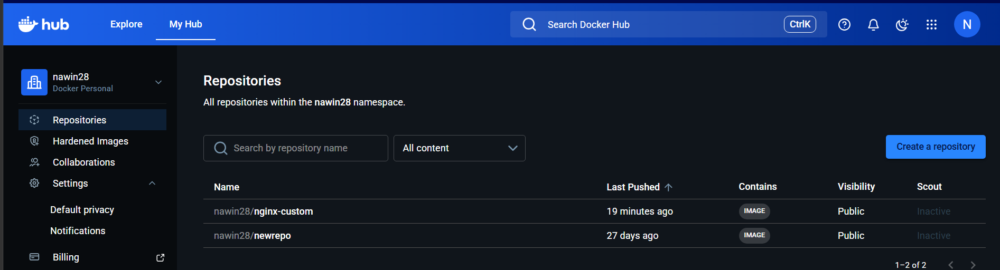 hub
Explore
My Hub
Search Docker Hub
CtrlK
N
nawin28
Docker Personal
Repositories
Hardened Images
Collaborations
Settings
Default privacy
Notifications
Billing
Repositories
All repositories within the nawin28 namespace.
Search by repository name
All content
Create a repository
Name Last Pushed Contains Visibility Scout
nawin28/nginx-custom 19 minutes ago IMAGE Public Inactive
nawin28/newrepo 27 days ago IMAGE Public Inactive
1–2 of 2